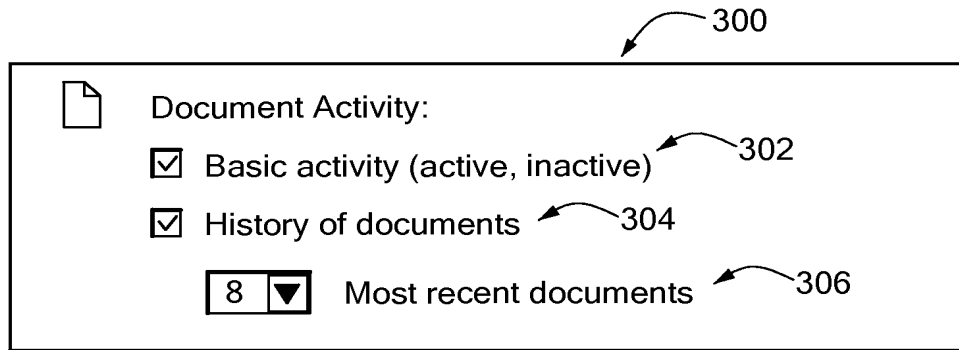 300
Document Activity:
Basic activity (active, inactive) 302
History of documents 304
8 Most recent documents 306